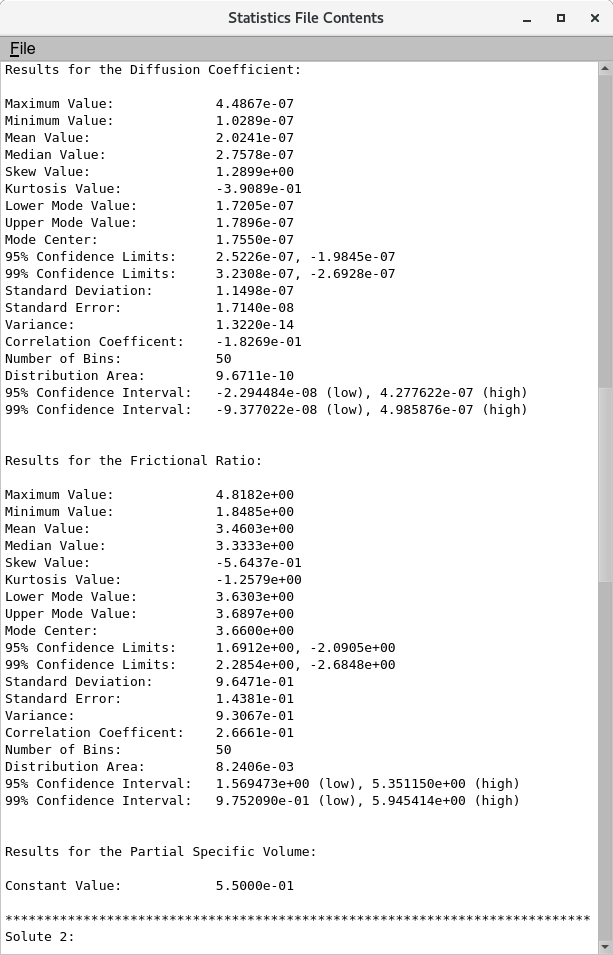 Statistics File Contents
File
Results for the Diffusion Coefficient:
Maximum Value: 4.4867e-07
Minimum Value: 1.0289e-07
Mean Value: 2.0241e-07
Median Value: 2.7578e-07
Skew Value: 1.2899e+00
Kurtosis Value: -3.9089e-01
Lower Mode Value: 1.7205e-07
Upper Mode Value: 1.7896e-07
Mode Center: 1.7550e-07
95% Confidence Limits: 2.5226e-07, -1.9845e-07
99% Confidence Limits: 3.2308e-07, -2.6928e-07
Standard Deviation: 1.1498e-07
Standard Error: 1.7140e-08
Variance: 1.3220e-14
Correlation Coefficent: -1.8269e-01
Number of Bins: 50
Distribution Area: 9.6711e-10
95% Confidence Interval: -2.294484e-08 (low), 4.277622e-07 (high)
99% Confidence Interval: -9.377022e-08 (low), 4.985876e-07 (high)
Results for the Frictional Ratio:
Maximum Value: 4.8182e+00
Minimum Value: 1.8485e+00
Mean Value: 3.4603e+00
Median Value: 3.3333e+00
Skew Value: -5.6437e-01
Kurtosis Value: -1.2579e+00
Lower Mode Value: 3.6303e+00
Upper Mode Value: 3.6897e+00
Mode Center: 3.6600e+00
95% Confidence Limits: 1.6912e+00, -2.0905e+00
99% Confidence Limits: 2.2854e+00, -2.6848e+00
Standard Deviation: 9.6471e-01
Standard Error: 1.4381e-01
Variance: 9.3067e-01
Correlation Coefficent: 2.6661e-01
Number of Bins: 50
Distribution Area: 8.2406e-03
95% Confidence Interval: 1.569473e+00 (low), 5.351150e+00 (high)
99% Confidence Interval: 9.752090e-01 (low), 5.945414e+00 (high)
Results for the Partial Specific Volume:
Constant Value: 5.5000e-01
***************************************************************************
Solute 2: